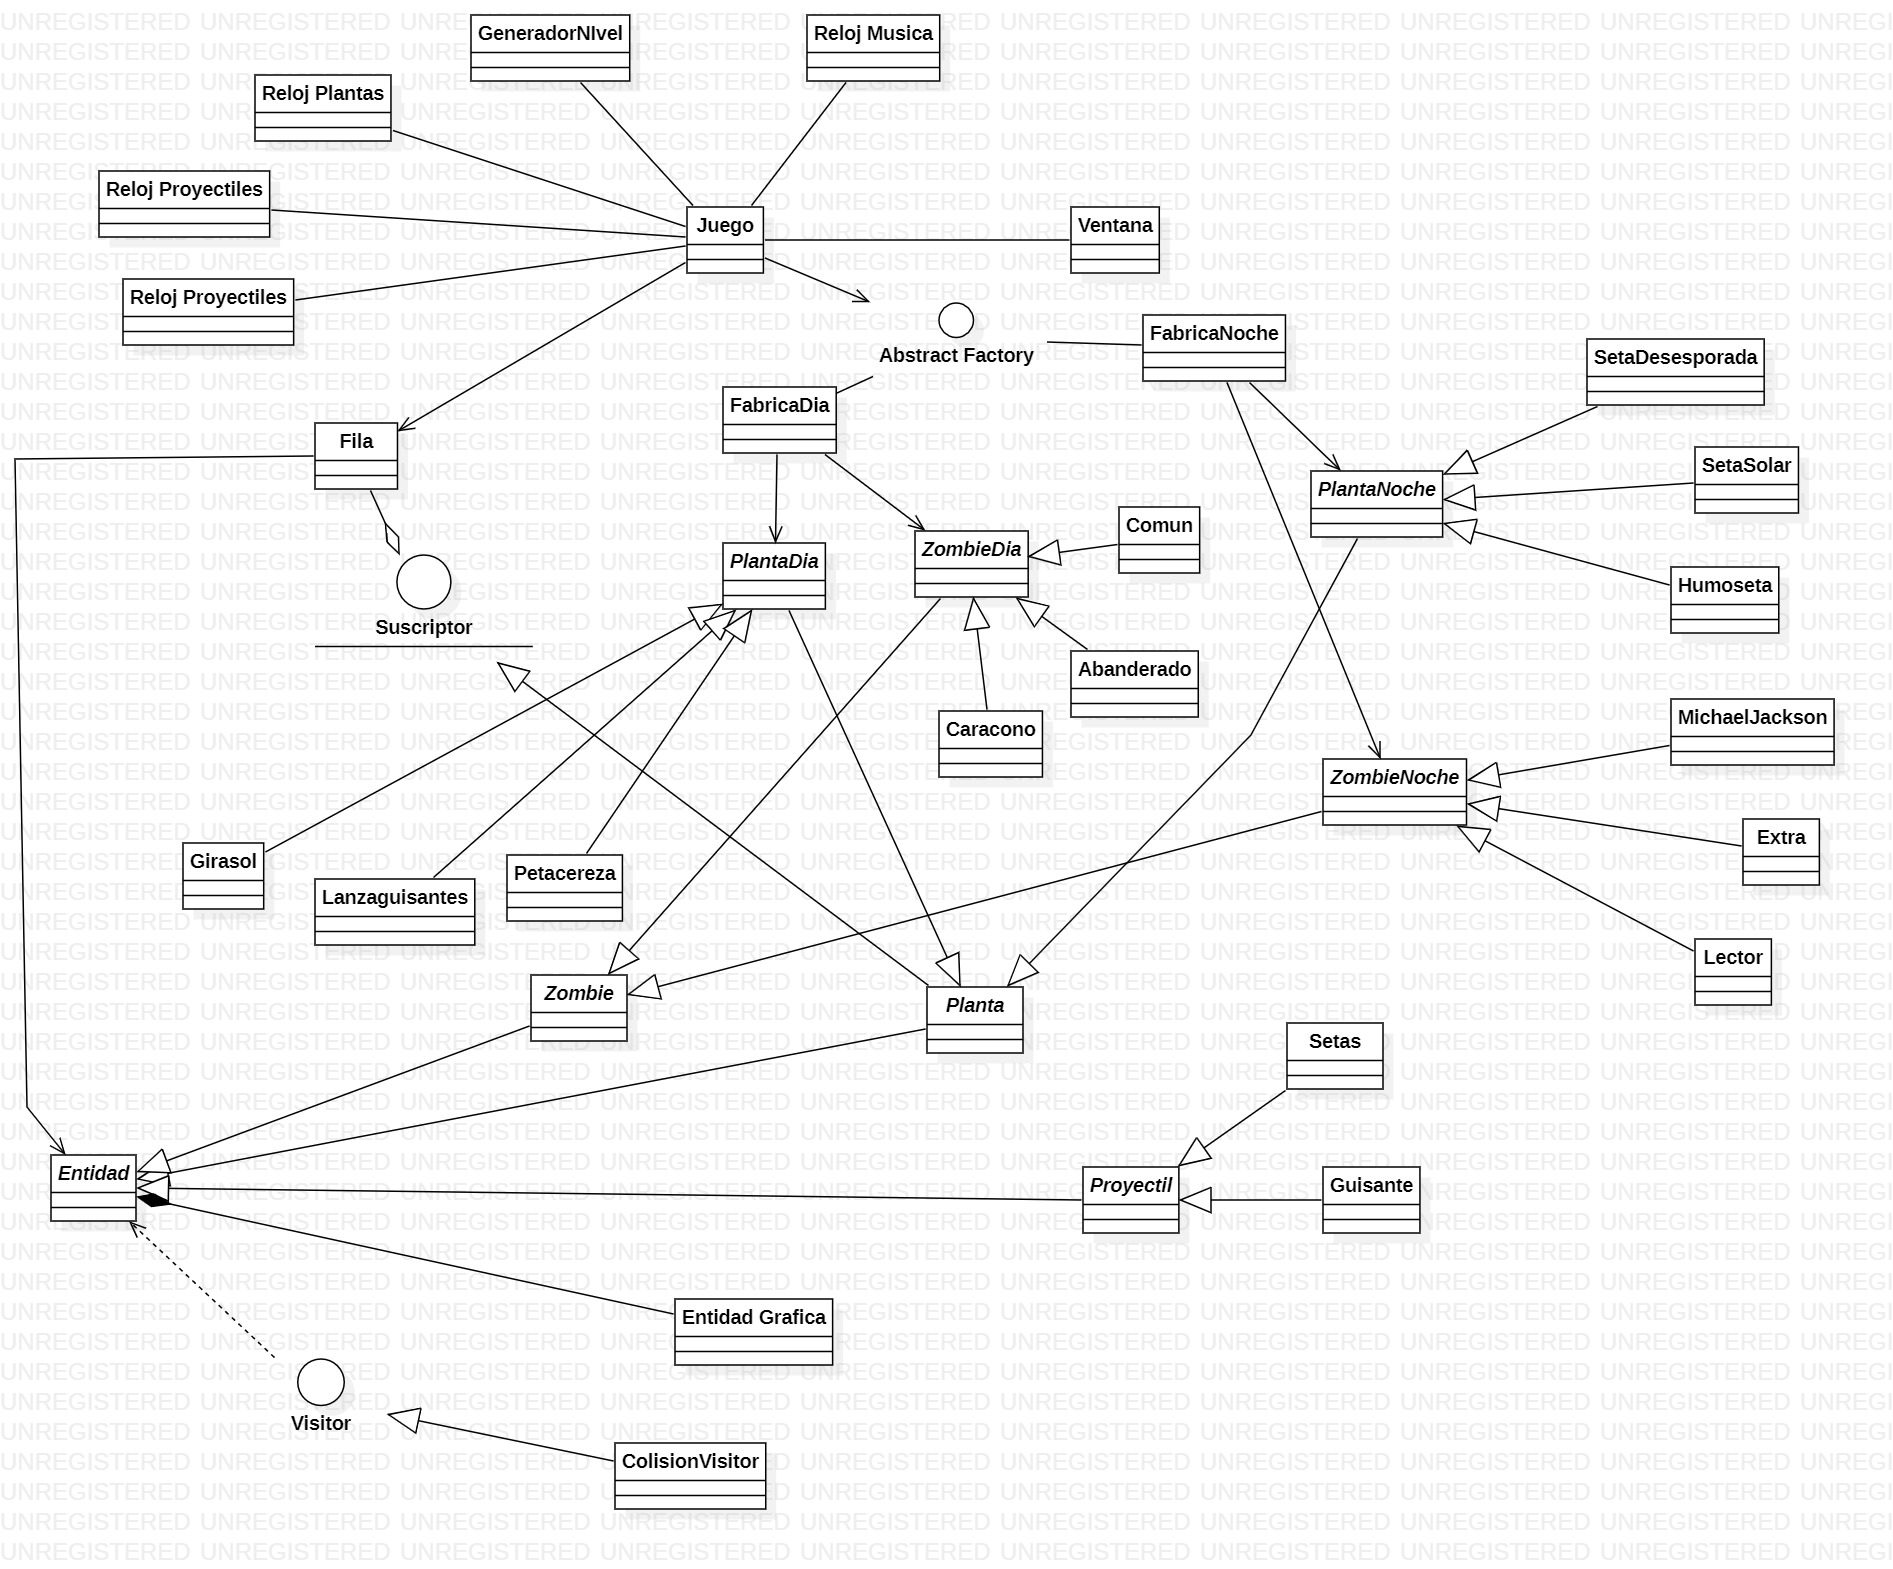 GeneradorNIvel
Reloj Musica
Reloj Plantas
Reloj Proyectiles
Juego
Ventana
Reloj Proyectiles
Abstract Factory
FabricaNoche
SetaDesesporada
FabricaDia
Fila
SetaSolar
PlantaNoche
Comun
ZombieDia
PlantaDia
Humoseta
Suscriptor
Abanderado
MichaelJackson
Caracono
ZombieNoche
Extra
Girasol
Petacereza
Lanzaguisantes
Lector
Zombie
Planta
Setas
Entidad
Proyectil
Guisante
Entidad Grafica
Visitor
ColisionVisitor
UNREGISTERED